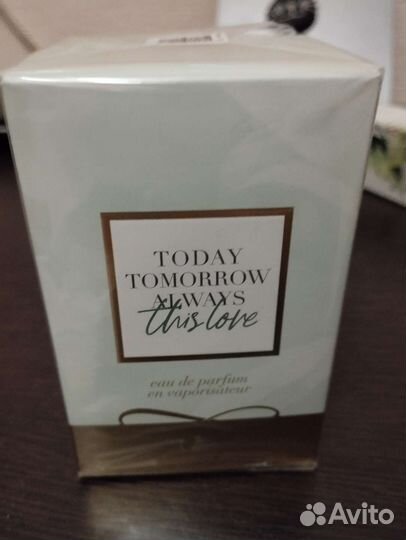 TODAY
TOMORROW
ALWAYS
this love
eau de parfum
en vaporisateur
Avito